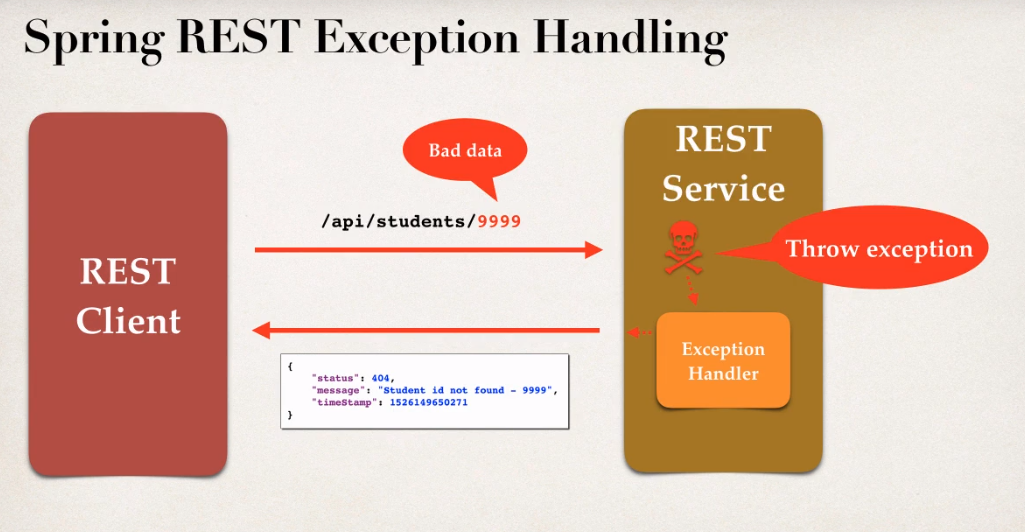 Spring REST Exception Handling
Bad data
/api/students/9999
REST
Client
REST
Service
Throw exception
Exception
Handler
{
"status": 404,
"message": "Student id not found - 9999",
"timeStamp": 1526149650271
}